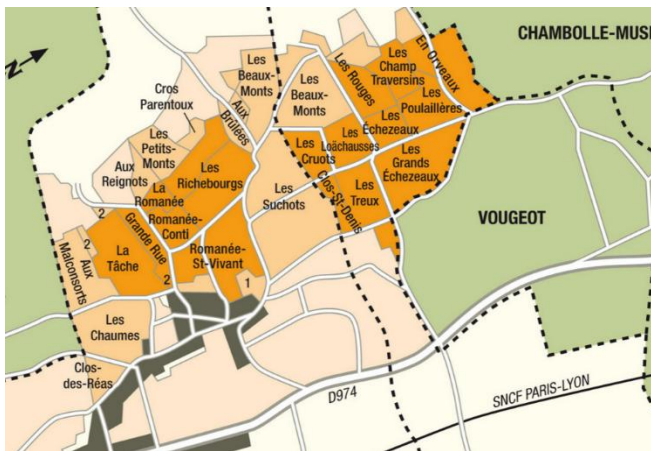 N
CHAMBOLLE-MUSI
En Orveaux
Les
Champ
Traversins
Les Rouges
Les
Beaux-
Monts
Les
Beaux-
Monts
Les
Poulaillères
Cros
Parentoux
Aux
Brûlées
Les
Échezeaux
Les
Loächausses
Les
Petits-
Monts
Les
Cruots
Les
Grands
Échezeaux
Aux
Reignots
Les
Richebourgs
La
Romanée
Les
Suchots
Clos-St-Denis
Les
Treux
VOUGEOT
2
Grande Rue
Romanée-
Conti
2
Aux
Malconsorts
La
Tâche
2
Romanée-
St-Vivant
1
Les
Chaumes
Clos-
des-Réas
D974
SNCF PARIS-LYON